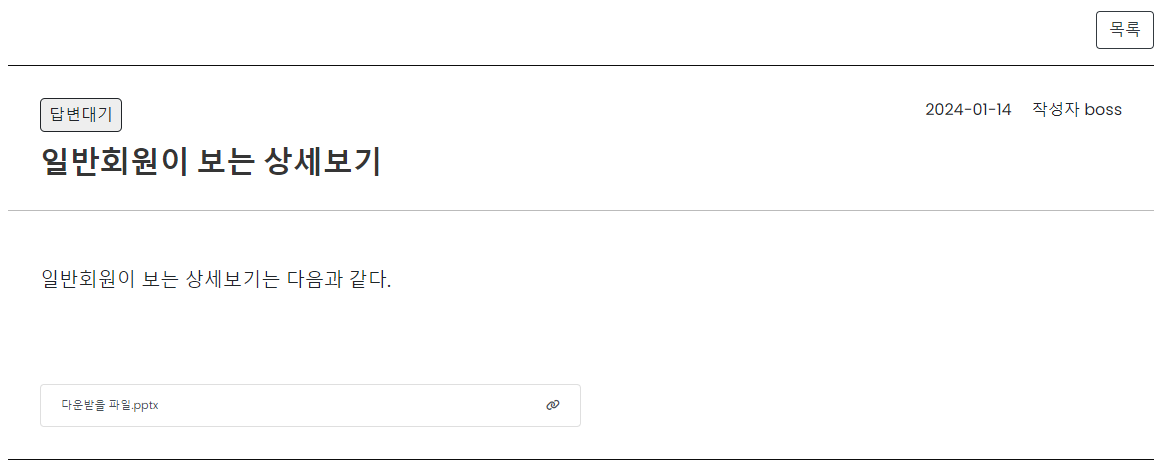 목록
답변대기
2024-01-14 작성자 boss
일반회원이 보는 상세보기
일반회원이 보는 상세보기는 다음과 같다.
다운받을 파일.pptx